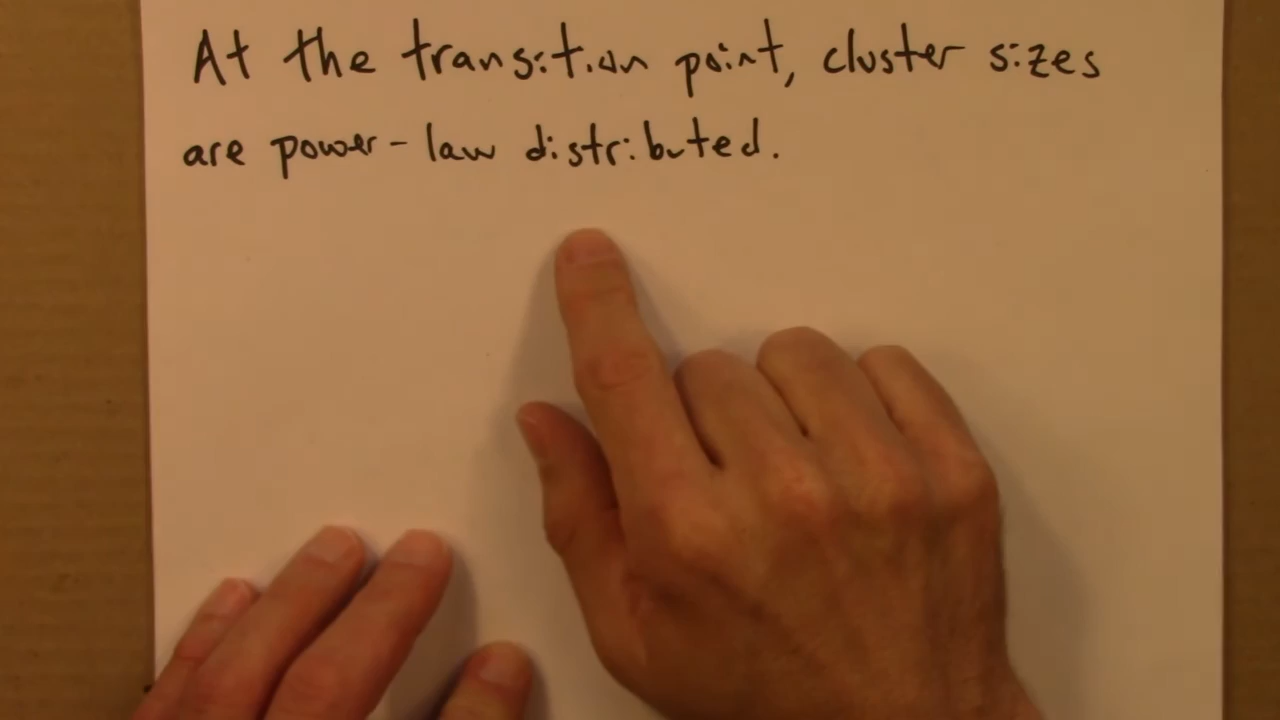 At the transition point, cluster sizes
are power-law distributed.